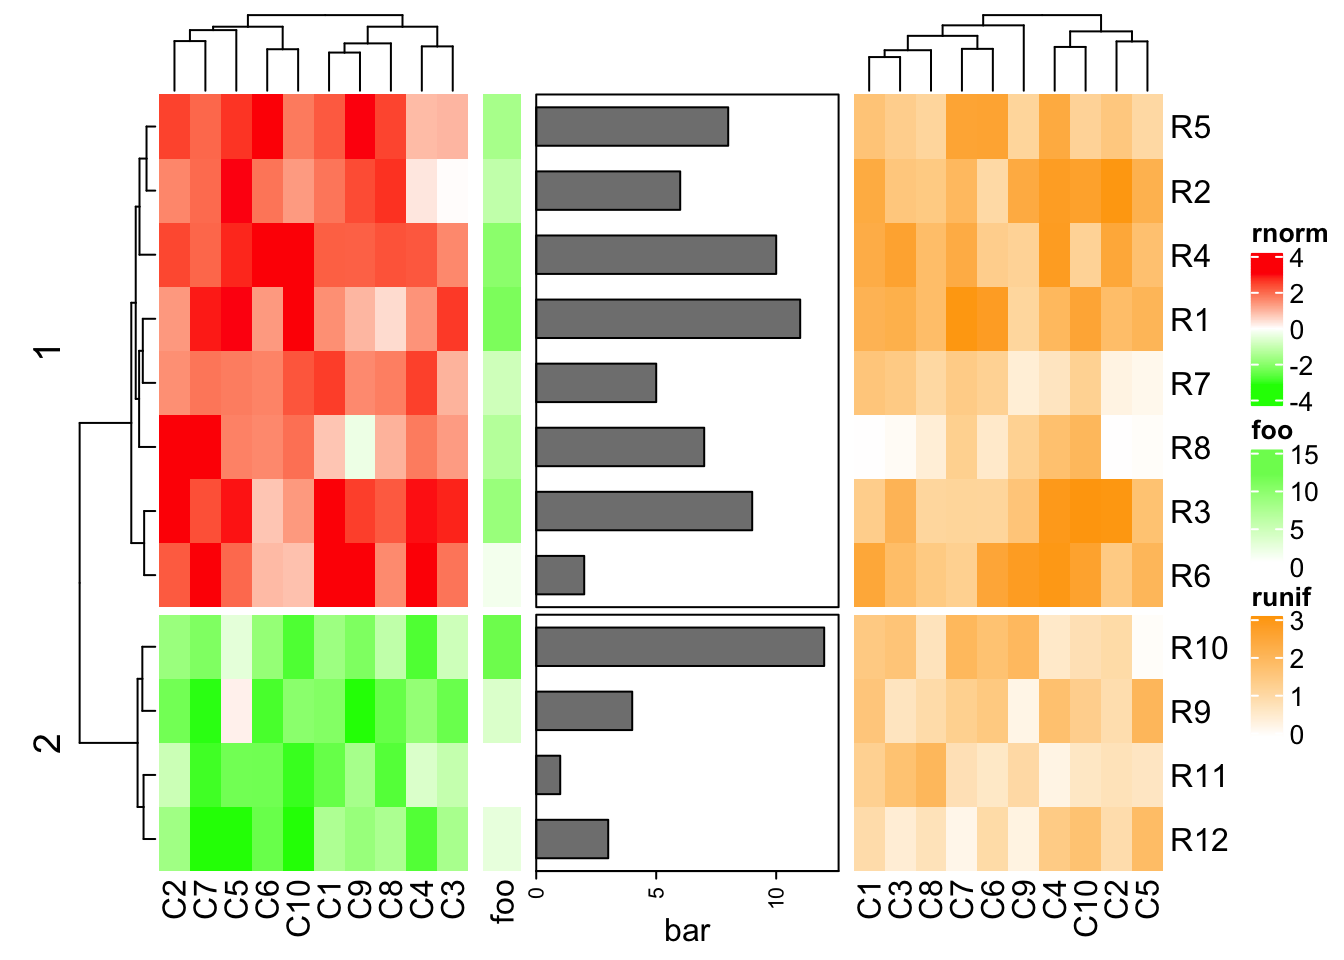 R5
R2
R4
R1
R7
R8
R3
R6
R10
R9
R11
R12
1
2
C2 C7 C5 C6 C10 C1 C9 C8 C4 C3
foo
0 5 10
bar
C1 C3 C8 C7 C6 C9 C4 C10 C2 C5
rnorm
4
2
0
-2
-4
foo
15
10
5
0
runif
3
2
1
0